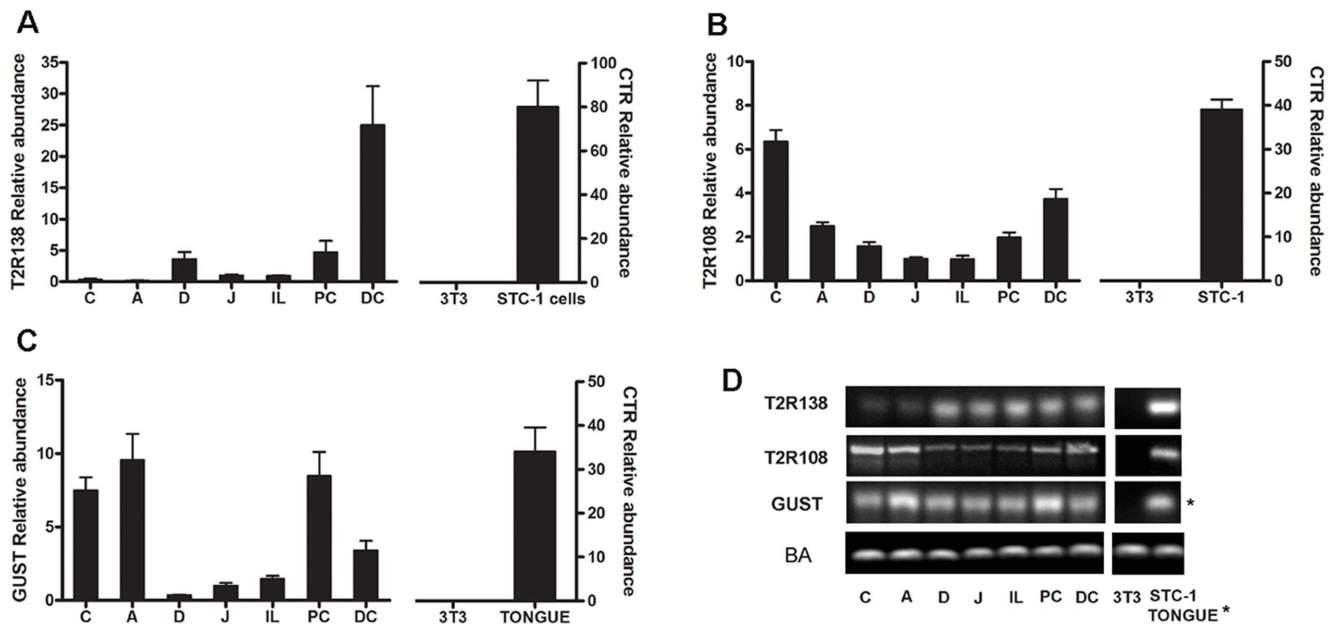 A
T2R138 Relative abundance
35
30
25
20
15
10
5
0
C A D J IL PC DC
3T3 STC-1 cells
100
80
60
40
20
0
CTR Relative abundance
B
T2R108 Relative abundance
10
8
6
4
2
0
C A D J IL PC DC
3T3 STC-1
50
40
30
20
10
0
CTR Relative abundance
C
GUST Relative abundance
15
10
5
0
C A D J IL PC DC
3T3 TONGUE
50
40
30
20
10
0
CTR Relative abundance
D
T2R138
T2R108
GUST *
BA
C A D J IL PC DC 3T3 STC-1
TONGUE *